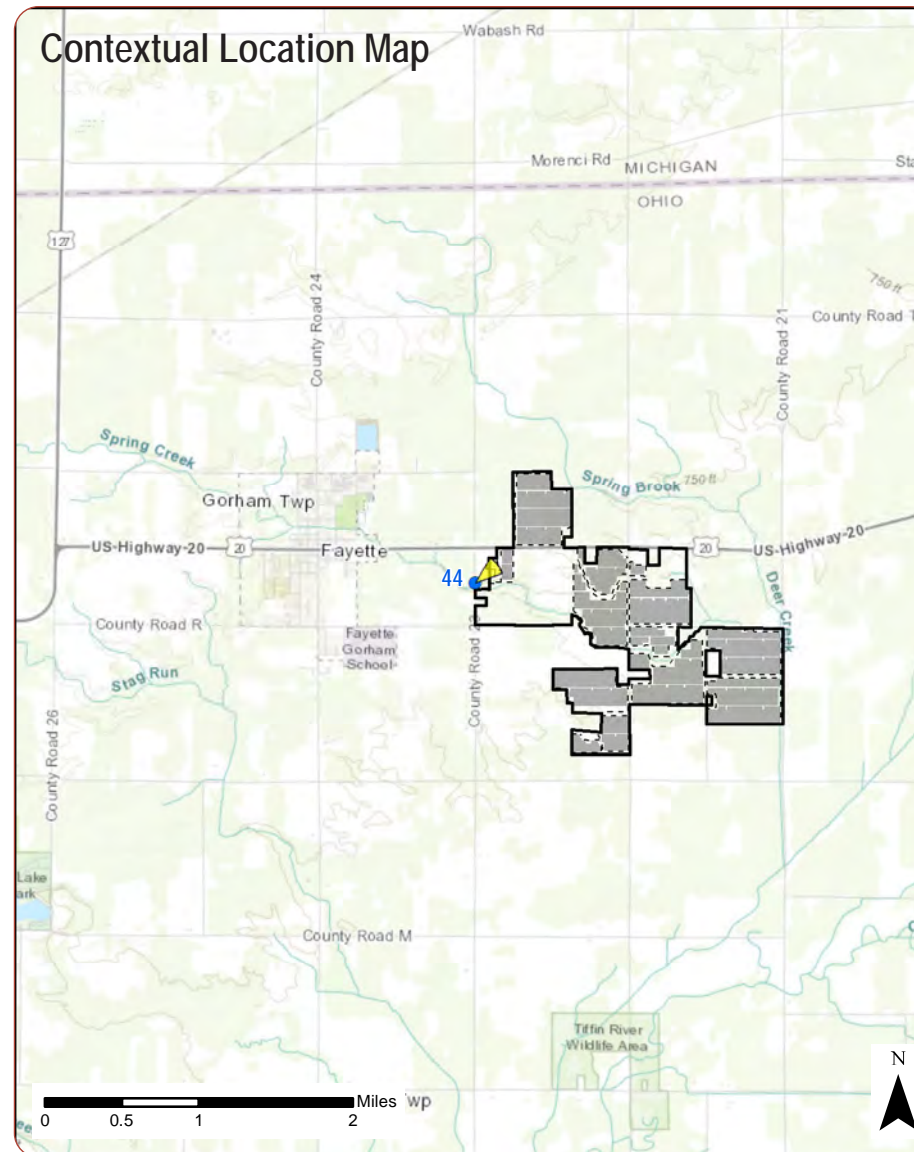 Contextual Location Map
Wabash Rd
Morenci Rd
MICHIGAN
OHIO
127
County Road 24
750 ft
County Road 21
Spring Creek
Gorham Twp
Spring Brook
750 ft
US-Highway-20
20
Fayette
20
US-Highway-20
44
Deer Creek
County Road R
Fayette
Gorham
School
Stag Run
County Road
County Road 26
Lake
County Road M
Tiffin River
Wildlife Area
N
Miles
0
0.5
1
2